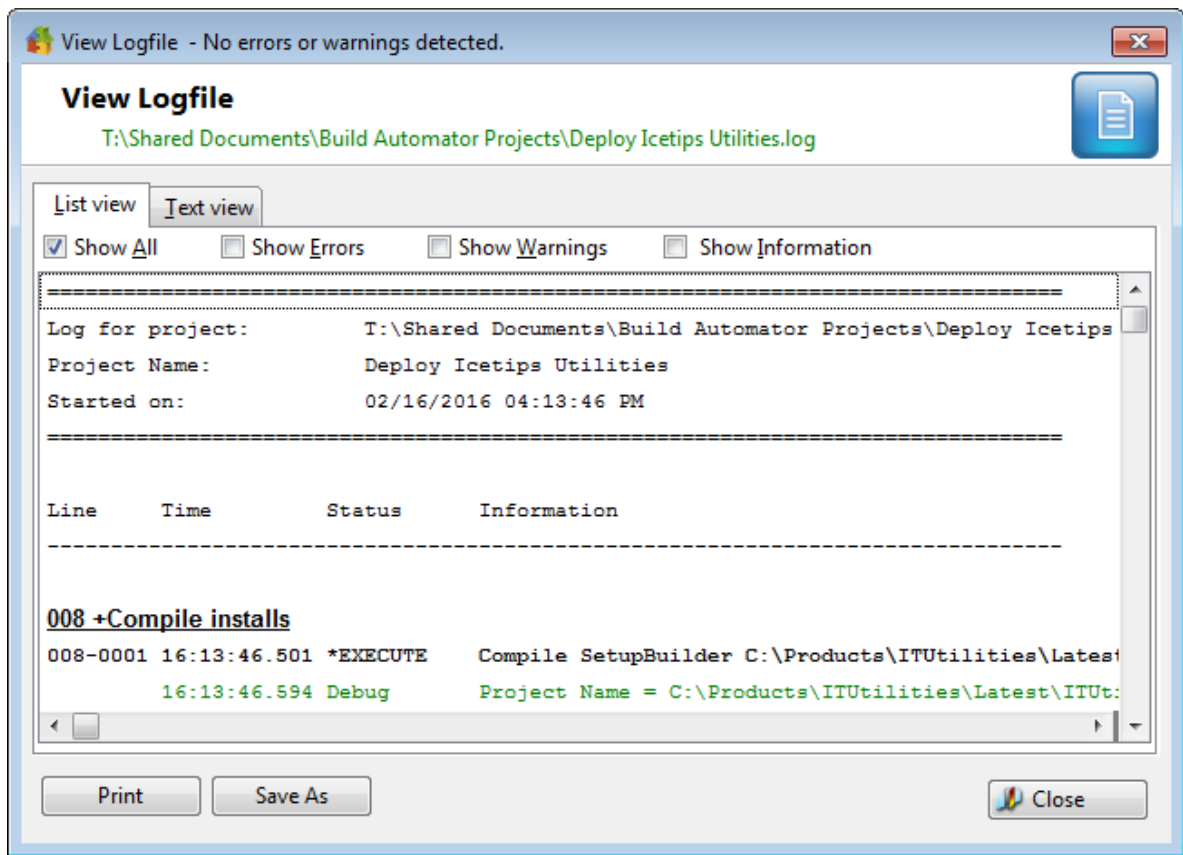 View Logfile - No errors or warnings detected.
View Logfile
T:\Shared Documents\Build Automator Projects\Deploy Icetips Utilities.log
List view Text view
Show All Show Errors Show Warnings Show Information
================================================================================
Log for project: T:\Shared Documents\Build Automator Projects\Deploy Icetips
Project Name: Deploy Icetips Utilities
Started on: 02/16/2016 04:13:46 PM
================================================================================
Line Time Status Information
--------------------------------------------------------------------------------
008 +Compile installs
008-0001 16:13:46.501 *EXECUTE Compile SetupBuilder C:\Products\ITUtilities\Latest
16:13:46.594 Debug Project Name = C:\Products\ITUtilities\Latest\ITUt
Print Save As Close